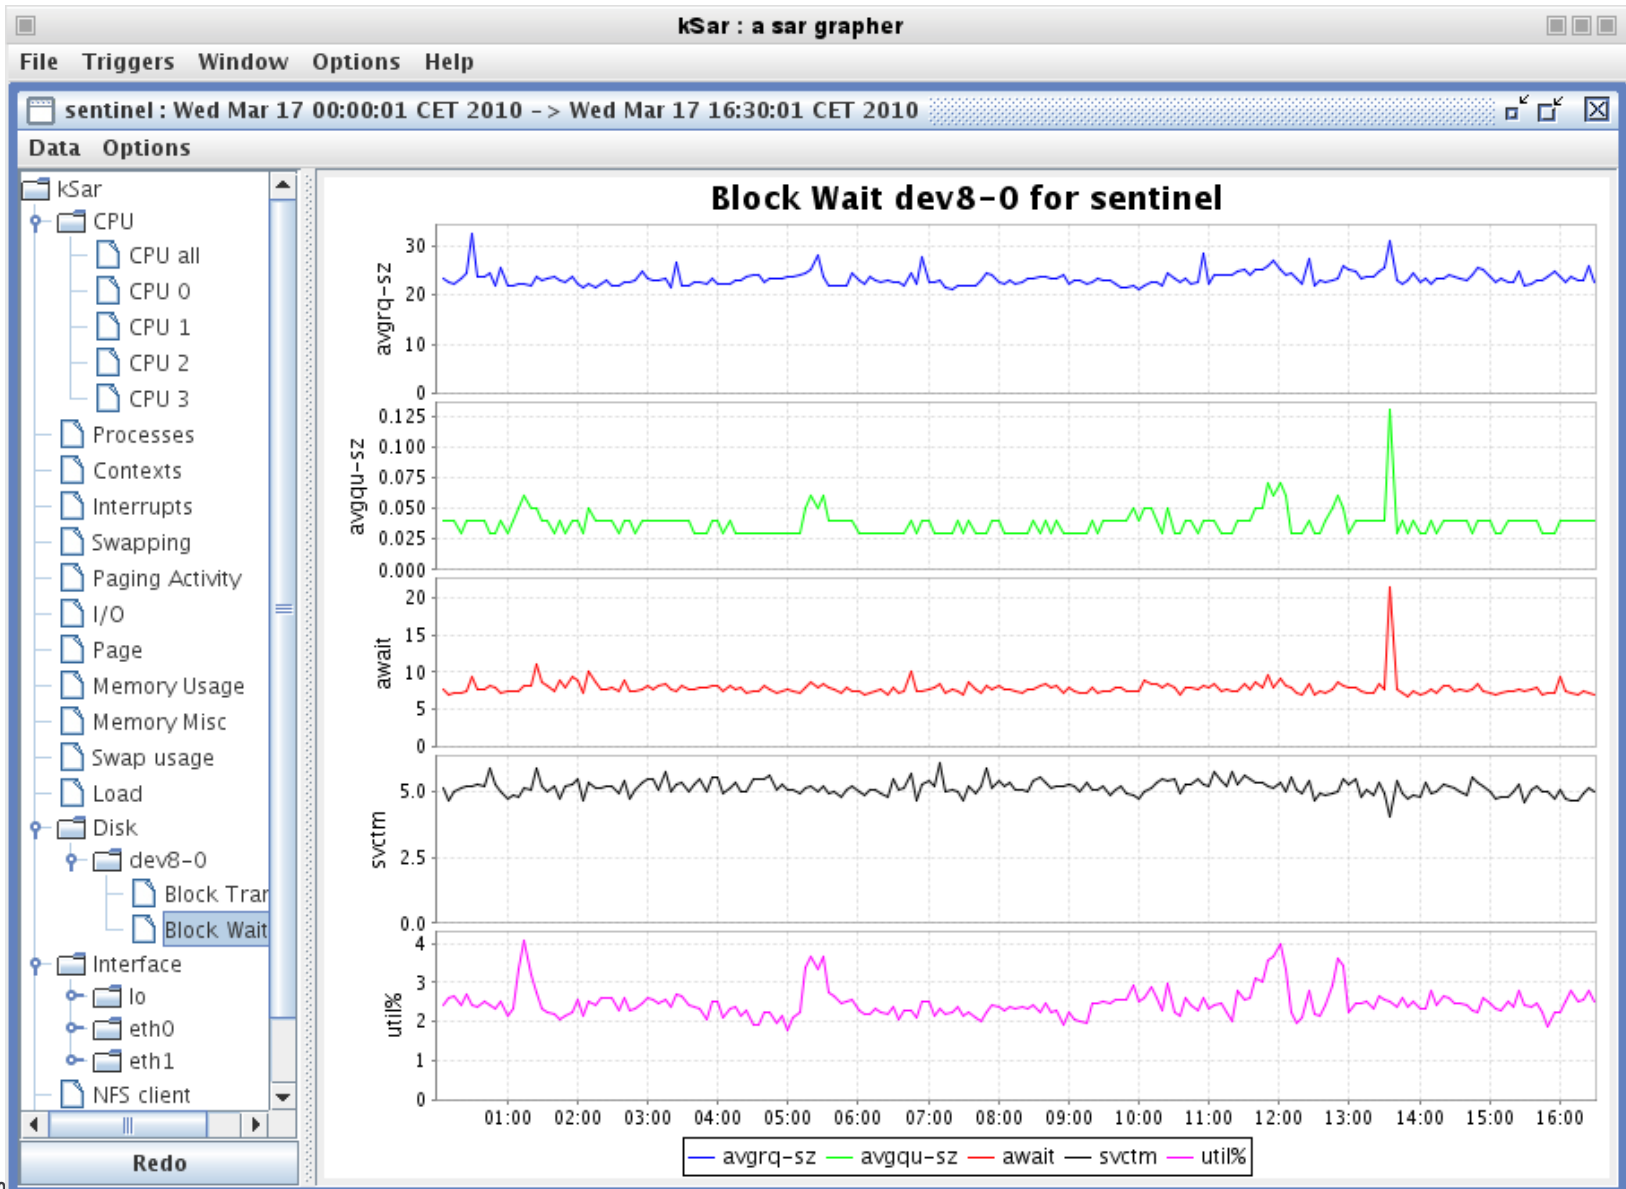 kSar : a sar grapher
File Triggers Window Options Help
sentinel : Wed Mar 17 00:00:01 CET 2010 -> Wed Mar 17 16:30:01 CET 2010
Data Options
kSar
CPU
CPU all
CPU 0
CPU 1
CPU 2
CPU 3
Processes
Contexts
Interrupts
Swapping
Paging Activity
I/O
Page
Memory Usage
Memory Misc
Swap usage
Load
Disk
dev8-0
Block Tran
Block Wait
Interface
lo
eth0
eth1
NFS client
Redo
Block Wait dev8-0 for sentinel
avgrq-sz
30
20
10
0
avgqu-sz
0.125
0.100
0.075
0.050
0.025
0.000
await
20
15
10
5
0
svctm
5.0
2.5
0.0
util%
4
3
2
1
0
01:00 02:00 03:00 04:00 05:00 06:00 07:00 08:00 09:00 10:00 11:00 12:00 13:00 14:00 15:00 16:00
avgrq-sz avgqu-sz await svctm util%